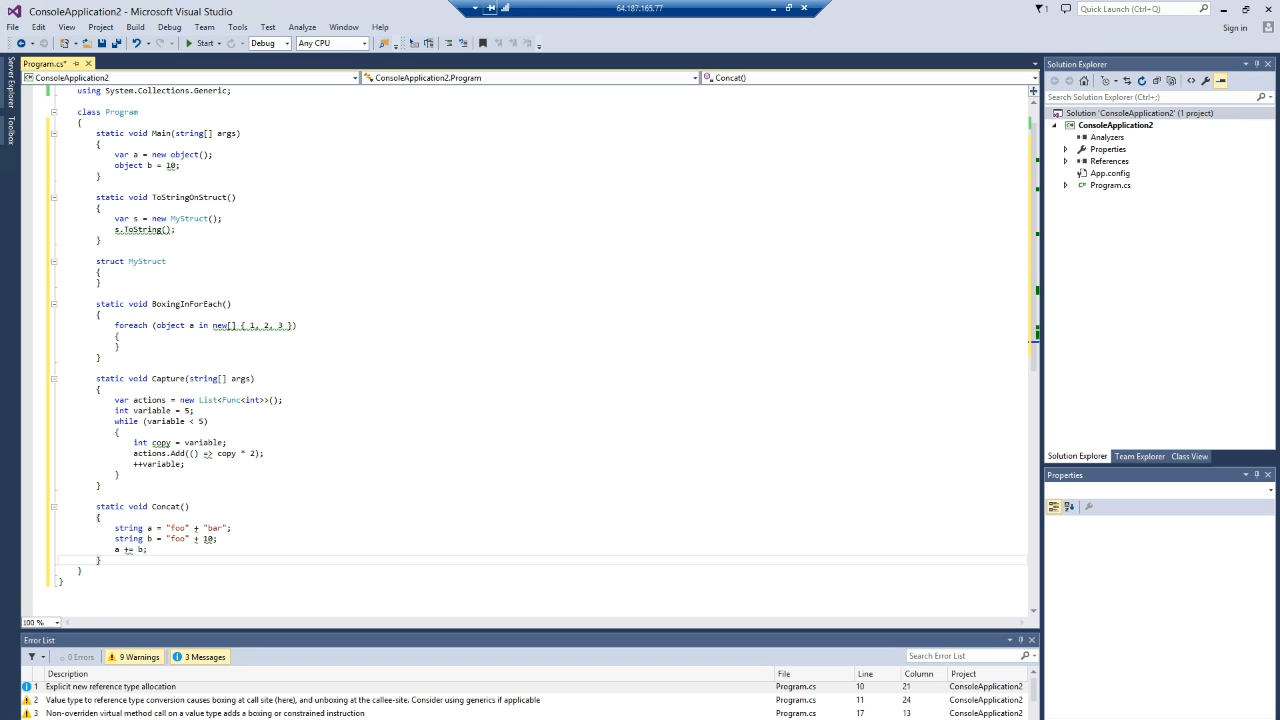 ConsoleApplication2 - Microsoft Visual Studio
64.187.165.77
1
Quick Launch (Ctrl+Q)
File Edit View Project Build Debug Team Tools Test Analyze Window Help
Sign in
Start Debug Any CPU
Server Explorer
Toolbox
Program.cs*
ConsoleApplication2 ConsoleApplication2.Program Concat()
using System.Collections.Generic;
class Program
{
static void Main(string[] args)
{
var a = new object();
object b = 10;
}
static void ToStringOnStruct()
{
var s = new MyStruct();
s.ToString();
}
struct MyStruct
{
}
static void BoxingInForEach()
{
foreach (object a in new[] { 1, 2, 3 })
{
}
}
static void Capture(string[] args)
{
var actions = new List<Func<int>>();
int variable = 5;
while (variable < 5)
{
int copy = variable;
actions.Add(() => copy * 2);
++variable;
}
}
static void Concat()
{
string a = "foo" + "bar";
string b = "foo" + 10;
a += b;
}
}
}
100 %
Solution Explorer
Search Solution Explorer (Ctrl+;)
Solution 'ConsoleApplication2' (1 project)
ConsoleApplication2
Analyzers
Properties
References
App.config
Program.cs
Solution Explorer Team Explorer Class View
Properties
Error List
0 Errors 9 Warnings 3 Messages
Search Error List
Description File Line Column Project
1 Explicit new reference type allocation Program.cs 10 21 ConsoleApplication2
2 Value type to reference type conversion causes boxing at call site (here), and unboxing at the callee-site. Consider using generics if applicable Program.cs 11 24 ConsoleApplication2
3 Non-overriden virtual method call on a value type adds a boxing or constrained instruction Program.cs 17 13 ConsoleApplication2